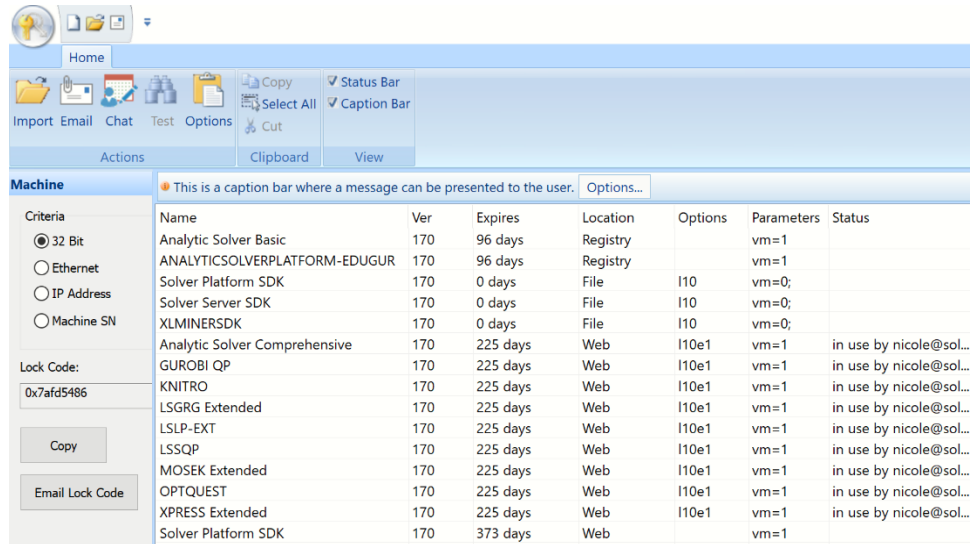 Home
Import Email Chat Test Options
Copy
Select All
Cut
Status Bar
Caption Bar
Actions Clipboard View
Machine
This is a caption bar where a message can be presented to the user. Options...
Criteria
32 Bit
Ethernet
IP Address
Machine SN
Lock Code:
0x7afd5486
Copy
Email Lock Code
Name Ver Expires Location Options Parameters Status
Analytic Solver Basic 170 96 days Registry vm=1
ANALYTICSOLVERPLATFORM-EDUGUR 170 96 days Registry vm=1
Solver Platform SDK 170 0 days File l10 vm=0;
Solver Server SDK 170 0 days File l10 vm=0;
XLMINERSDK 170 0 days File l10 vm=0;
Analytic Solver Comprehensive 170 225 days Web l10e1 vm=1 in use by nicole@sol...
GUROBI QP 170 225 days Web l10e1 vm=1 in use by nicole@sol...
KNITRO 170 225 days Web l10e1 vm=1 in use by nicole@sol...
LSGRG Extended 170 225 days Web l10e1 vm=1 in use by nicole@sol...
LSLP-EXT 170 225 days Web l10e1 vm=1 in use by nicole@sol...
LSSQP 170 225 days Web l10e1 vm=1 in use by nicole@sol...
MOSEK Extended 170 225 days Web l10e1 vm=1 in use by nicole@sol...
OPTQUEST 170 225 days Web l10e1 vm=1 in use by nicole@sol...
XPRESS Extended 170 225 days Web l10e1 vm=1 in use by nicole@sol...
Solver Platform SDK 170 373 days Web vm=1